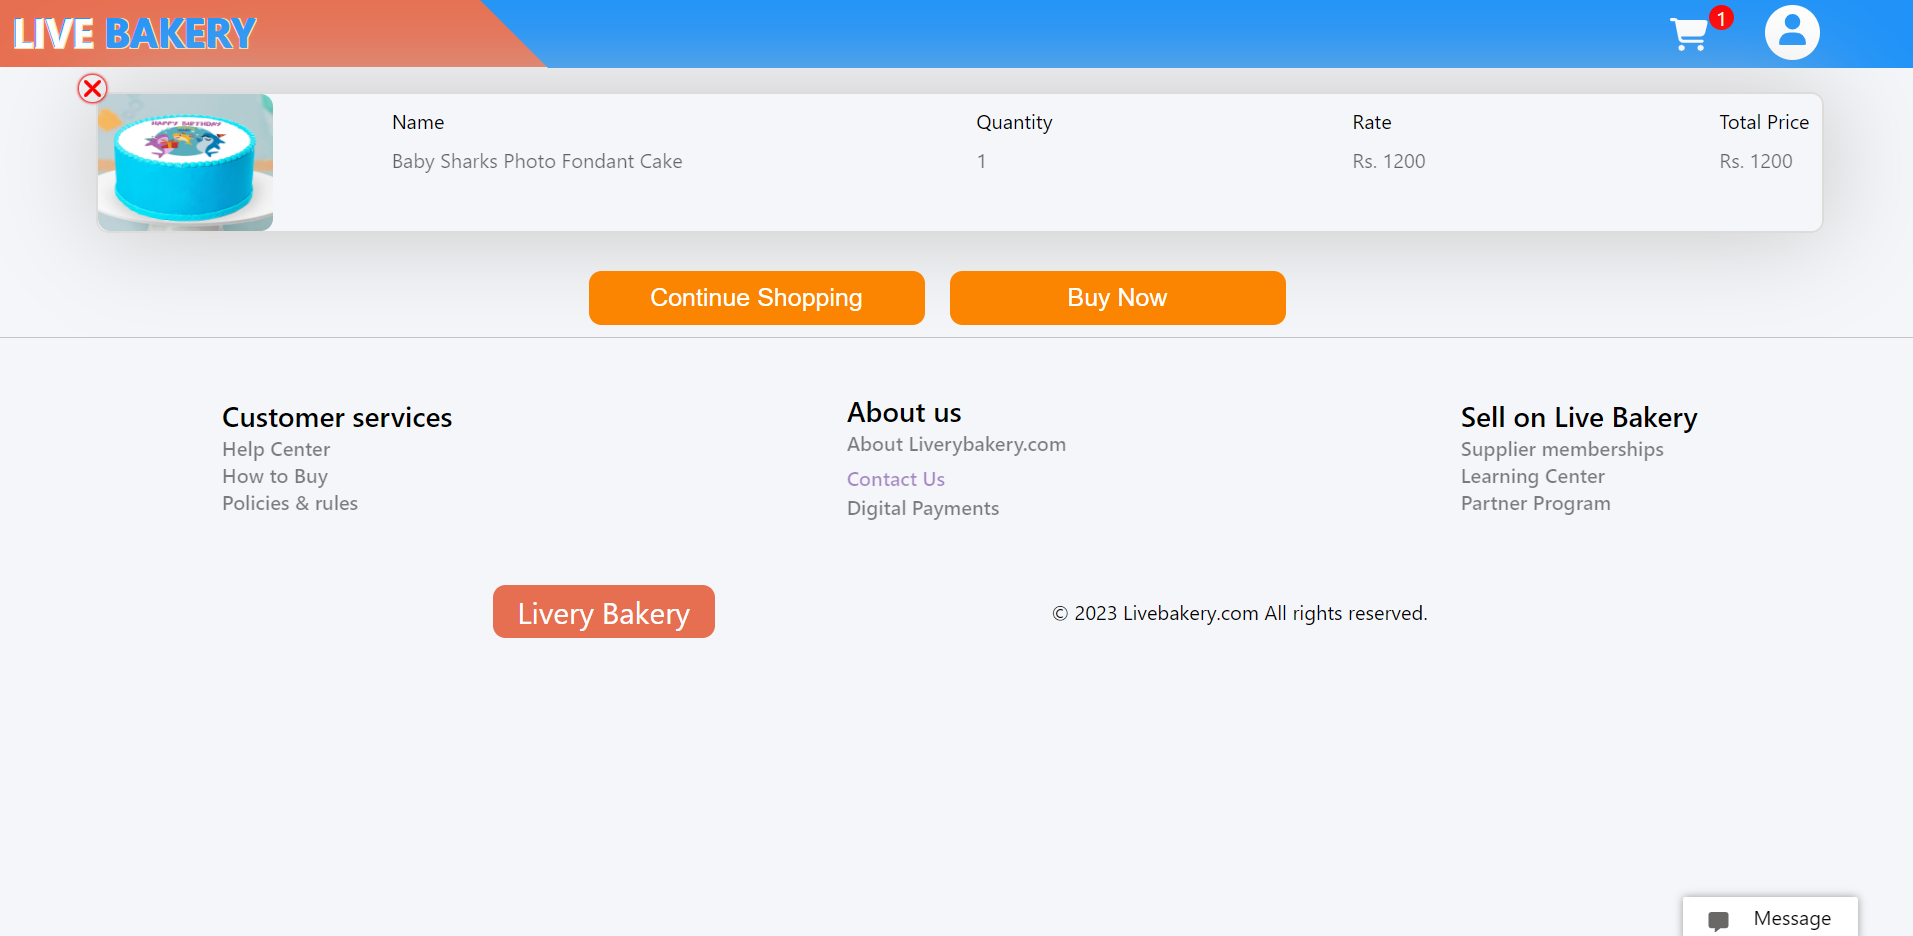 LIVE BAKERY
1
HAPPY BIRTHDAY
Name
Quantity
Rate
Total Price
Baby Sharks Photo Fondant Cake
1
Rs. 1200
Rs. 1200
Continue Shopping
Buy Now
Customer services
Help Center
How to Buy
Policies & rules
About us
About Liverybakery.com
Contact Us
Digital Payments
Sell on Live Bakery
Supplier memberships
Learning Center
Partner Program
Livery Bakery
© 2023 Livebakery.com All rights reserved.
Message